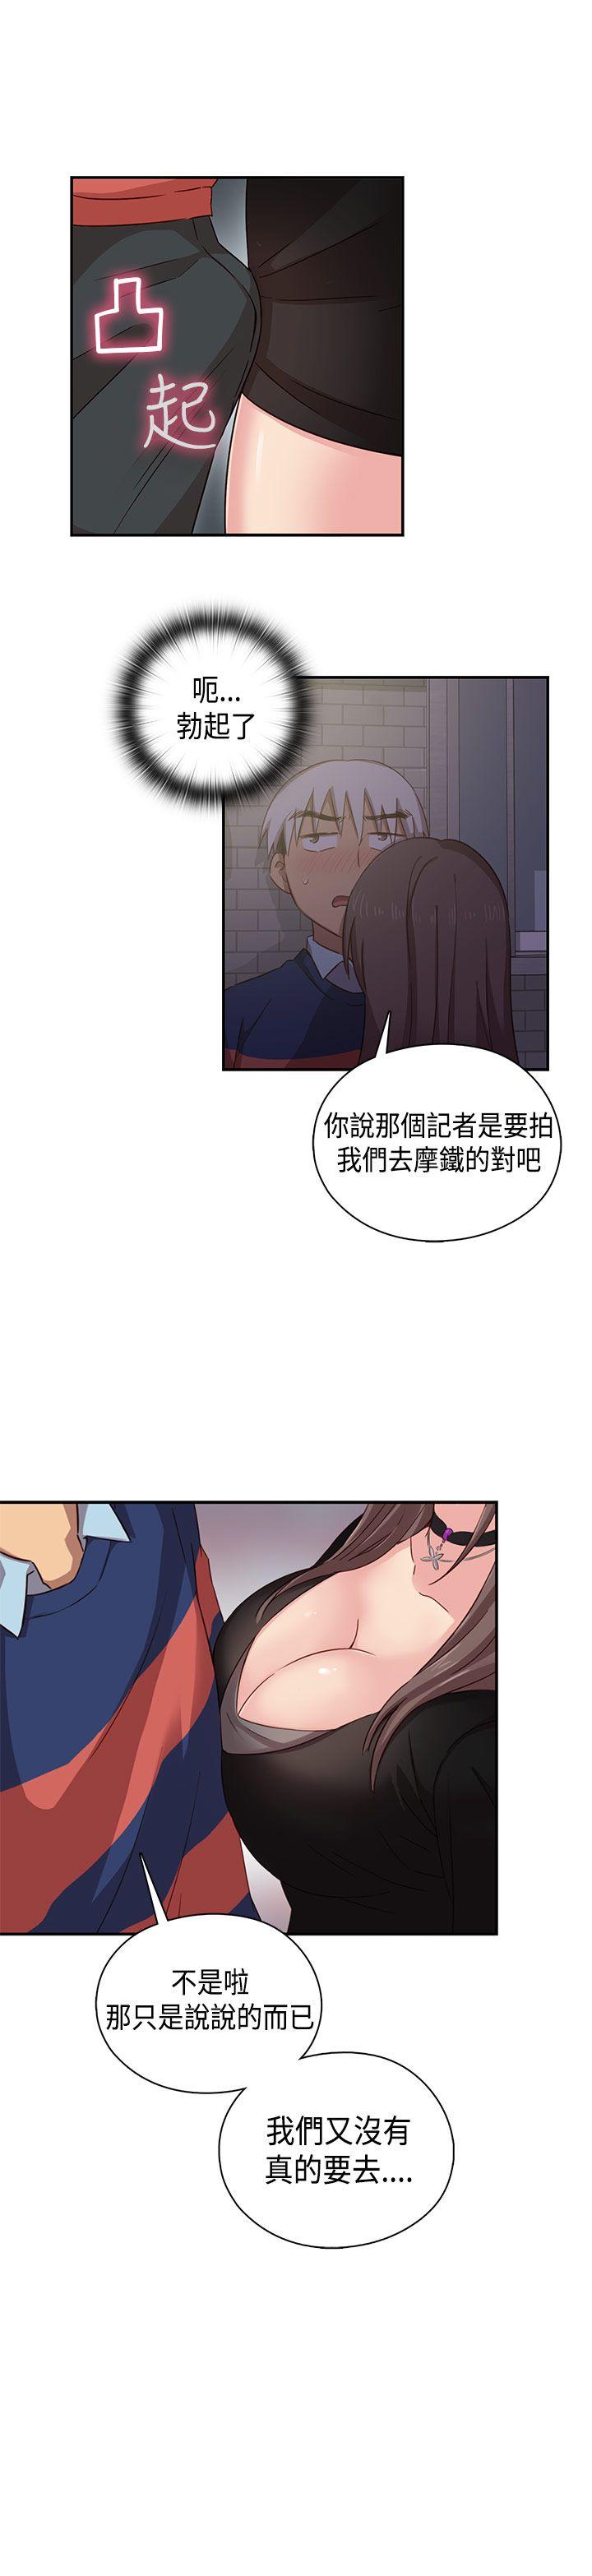 凸
起
呃...
勃起了
你說那個記者是要拍
我們去摩鐵的對吧
不是啦
那只是說說的而已
我們又沒有
真的要去....